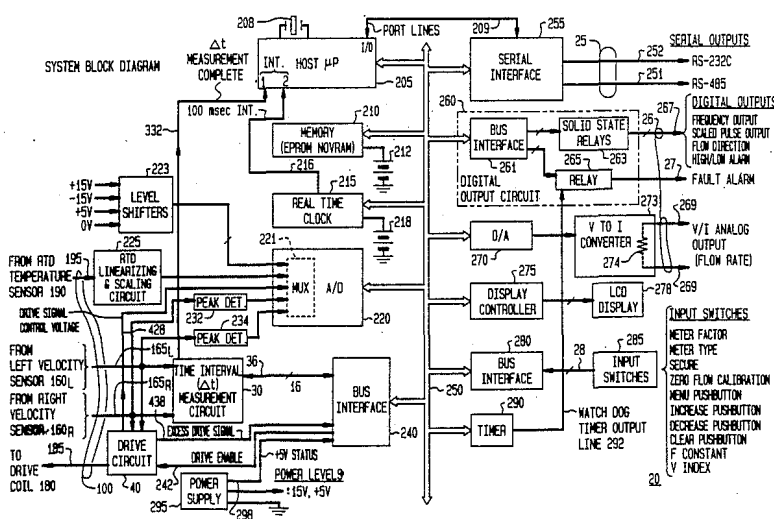 SYSTEM BLOCK DIAGRAM
208
Δt
MEASUREMENT
COMPLETE
100 msec INT.
332
PORT LINES
209
I/O
INT.
1 2
HOST μP
205
255
SERIAL
INTERFACE
25
SERIAL OUTPUTS
252
RS-232C
251
RS-485
210
MEMORY
(EPROM NOVRAM)
212
216
215
REAL TIME
CLOCK
218
260
BUS
INTERFACE
261
SOLID STATE
RELAYS
263
265
RELAY
DIGITAL
OUTPUT CIRCUIT
26
267
DIGITAL OUTPUTS
FREQUENCY OUTPUT
SCALED PULSE OUTPUT
FLOW DIRECTION
HIGH/LOW ALARM
27
FAULT ALARM
223
+15V
-15V
+5V
0V
LEVEL
SHIFTERS
225
FROM RTD
TEMPERATURE
SENSOR 190
195
RTD
LINEARIZING
& SCALING
CIRCUIT
221
MUX
A/D
220
DRIVE SIGNAL
CONTROL VOLTAGE
428
PEAK DET.
232
234
PEAK DET.
D/A
270
V TO I
CONVERTER
273
274
269
V/I ANALOG
OUTPUT
(FLOW RATE)
269
275
DISPLAY
CONTROLLER
LCD
DISPLAY
278
FROM
LEFT VELOCITY
SENSOR 160L
165L
165R
FROM RIGHT
VELOCITY
SENSOR 160R
TIME INTERVAL
(Δt)
MEASUREMENT
CIRCUIT
30
36
16
438
EXCESS DRIVE SIGNAL
BUS
INTERFACE
240
250
280
BUS
INTERFACE
28
285
INPUT
SWITCHES
INPUT SWITCHES
METER FACTOR
METER TYPE
SECURE
ZERO FLOW CALIBRATION
MENU PUSHBUTTON
INCREASE PUSHBUTTON
DECREASE PUSHBUTTON
CLEAR PUSHBUTTON
F CONSTANT
V INDEX
290
TIMER
WATCH DOG
TIMER OUTPUT
LINE 292
TO
DRIVE
COIL 180
185
100
DRIVE
CIRCUIT
40
242
DRIVE ENABLE
+5V STATUS
POWER
SUPPLY
295
298
POWER LEVELS
±15V, +5V
20